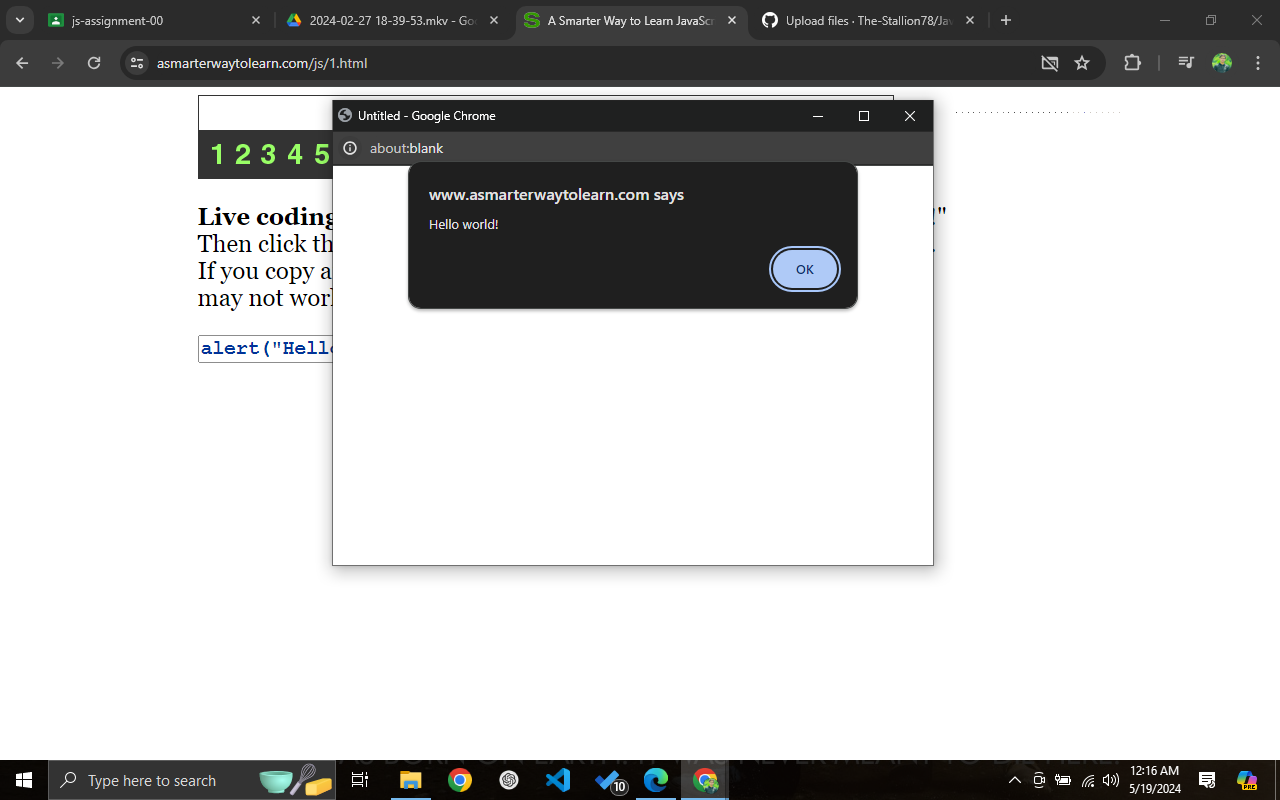 js-assignment-00
2024-02-27 18-39-53.mkv - Goo
A Smarter Way to Learn JavaScr
Upload files · The-Stallion78/Jav
asmarterwaytolearn.com/js/1.html
Untitled - Google Chrome
about:blank
1 2 3 4 5
www.asmarterwaytolearn.com says
Hello world!
OK
Live coding
!"
Then click th
If you copy a
may not worl
alert("Hello
Type here to search
10
12:16 AM
5/19/2024
PRE